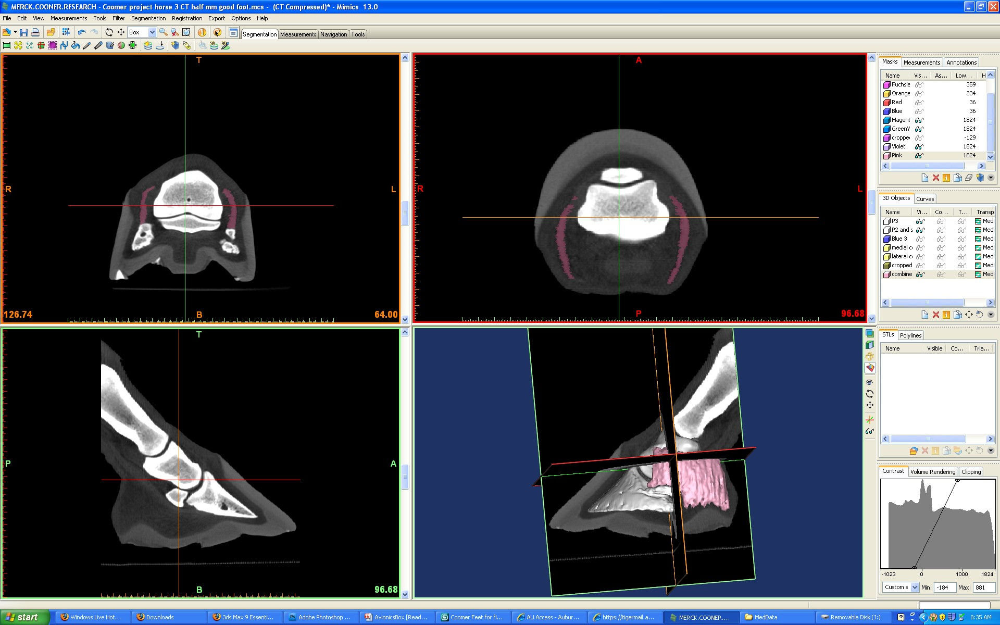 MERCK.COONER.RESEARCH - Coomer project horse 3 CT half mm good foot.mcs - (CT Compressed)* - Mimics 13.0
File Edit View Measurements Tools Filter Segmentation Registration Export Options Help
Box Segmentation Measurements Navigation Tools
T
R L
126.74 B 64.00
A
R L
P 96.68
T
P A
B 96.68
Masks Measurements Annotations
Name Vis... As... Low... H
Fuchsia 359
Orange 234
Red 36
Blue 36
Magent 1824
GreenY 1824
croppe -129
Violet 1824
Pink 1824
3D Objects Curves
Name Vi... Co... T... Transp
P3 Medi
P2 and s Medi
Blue 3 Medi
medial c Medi
lateral c Medi
cropped Medi
combine Medi
STLs Polylines
Name Visible Co... Tria...
Contrast Volume Rendering Clipping
-1023 0 1000 1824
Custom s Min: -184 Max: 881
start Windows Live Hot... Downloads 3ds Max 9 Essenti... Adobe Photoshop ... AvionicsBox [Read... Coomer Feet for fi... AU Access - Aubur... https://tigermail.a... MERCK.COONER.... MedData Removable Disk (J:) 8:35 AM